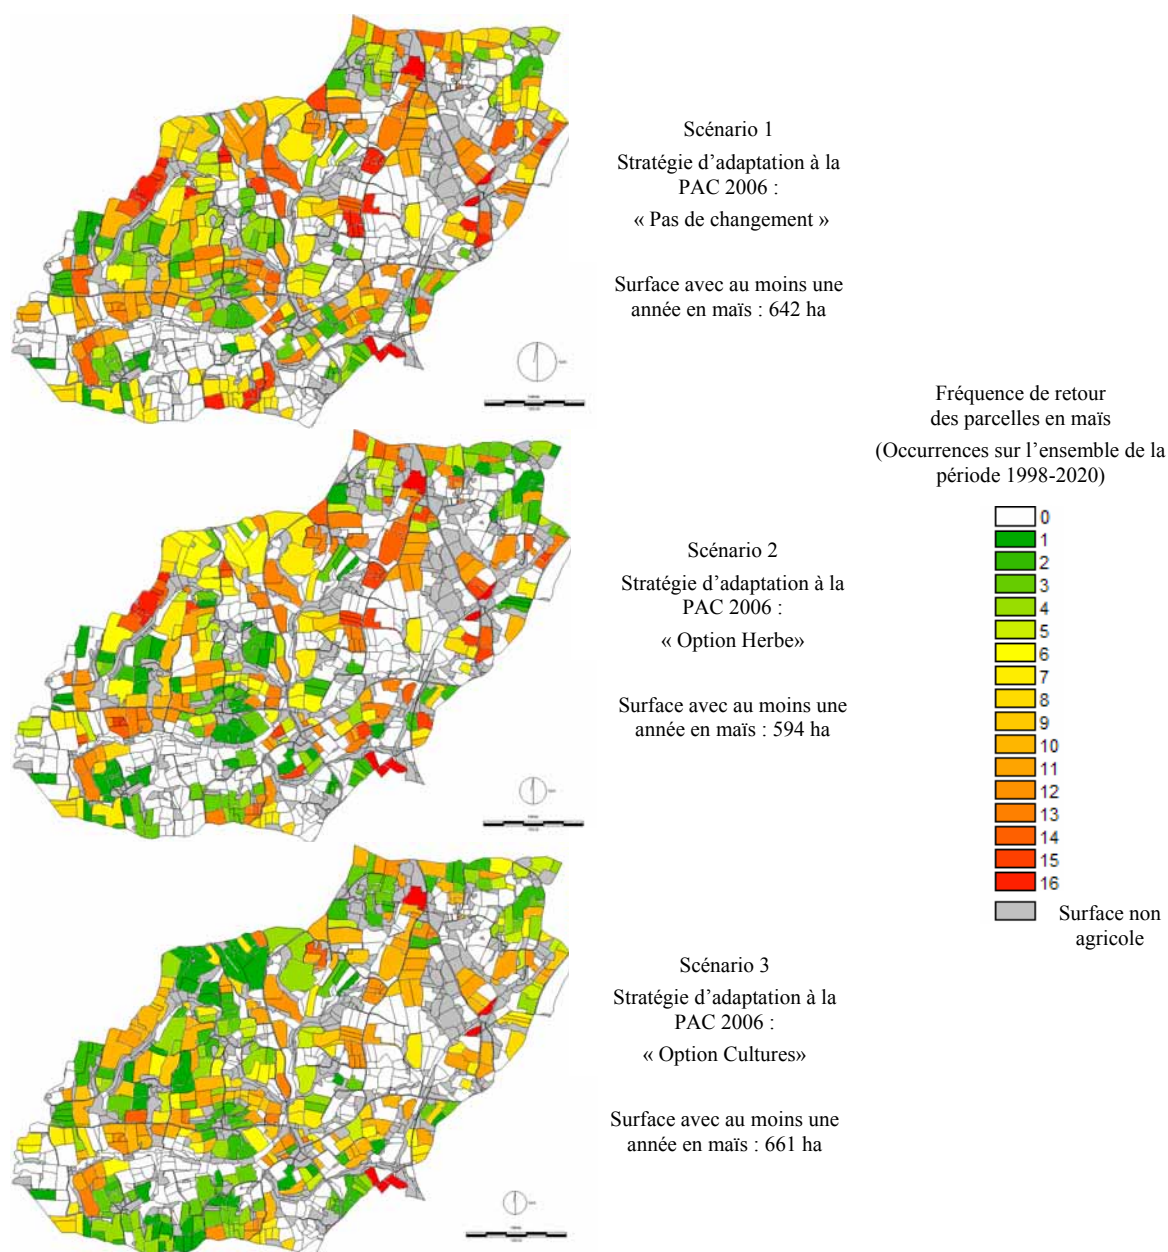 Scénario 1
Stratégie d'adaptation à la
PAC 2006 :
« Pas de changement »
Surface avec au moins une
année en maïs : 642 ha
Fréquence de retour
des parcelles en maïs
(Occurrences sur l'ensemble de la
période 1998-2020)
0
1
2
3
4
5
6
7
8
9
10
11
12
13
14
15
16
Surface non
agricole
Scénario 2
Stratégie d'adaptation à la
PAC 2006 :
« Option Herbe»
Surface avec au moins une
année en maïs : 594 ha
Scénario 3
Stratégie d'adaptation à la
PAC 2006 :
« Option Cultures»
Surface avec au moins une
année en maïs : 661 ha